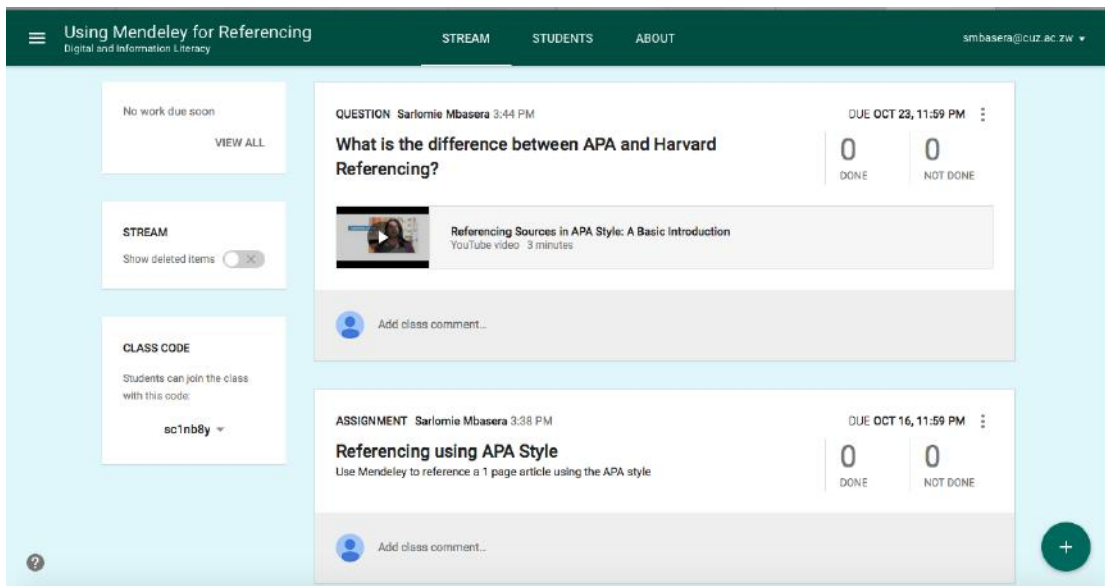 Using Mendeley for Referencing
Digital and Information Literacy
STREAM
STUDENTS
ABOUT
smbasera@cuz.ac.zw
No work due soon
VIEW ALL
STREAM
Show deleted items
CLASS CODE
Students can join the class
with this code:
sc1nb8y
QUESTION Sarlomie Mbasera 3:44 PM
DUE OCT 23, 11:59 PM
What is the difference between APA and Harvard
Referencing?
0
DONE
0
NOT DONE
Referencing Sources in APA Style: A Basic Introduction
YouTube video 3 minutes
Add class comment...
ASSIGNMENT Sarlomie Mbasera 3:38 PM
DUE OCT 16, 11:59 PM
Referencing using APA Style
Use Mendeley to reference a 1 page article using the APA style
0
DONE
0
NOT DONE
Add class comment...